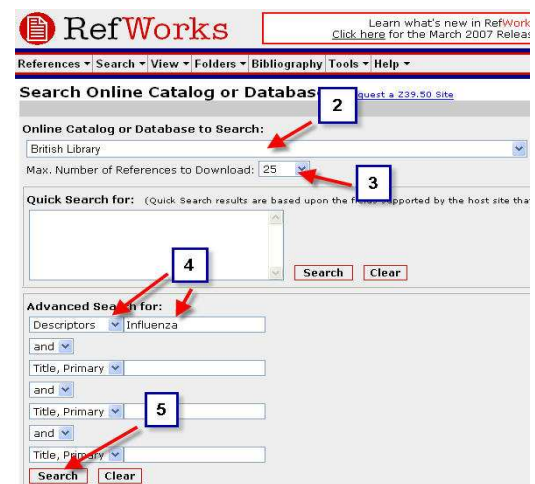 RefWorks
Learn what's new in RefWork
Click here for the March 2007 Releas
References Search View Folders Bibliography Tools Help
Search Online Catalog or Databas
quest a Z39.50 Site
2
Online Catalog or Database to Search:
British Library
Max. Number of References to Download: 25
3
Quick Search for: (Quick Search results are based upon the fields supported by the host site tha
4
Search Clear
Advanced Search for:
Descriptors Influenza
and
Title, Primary
and
Title, Primary
5
and
Title, Primary
Search Clear